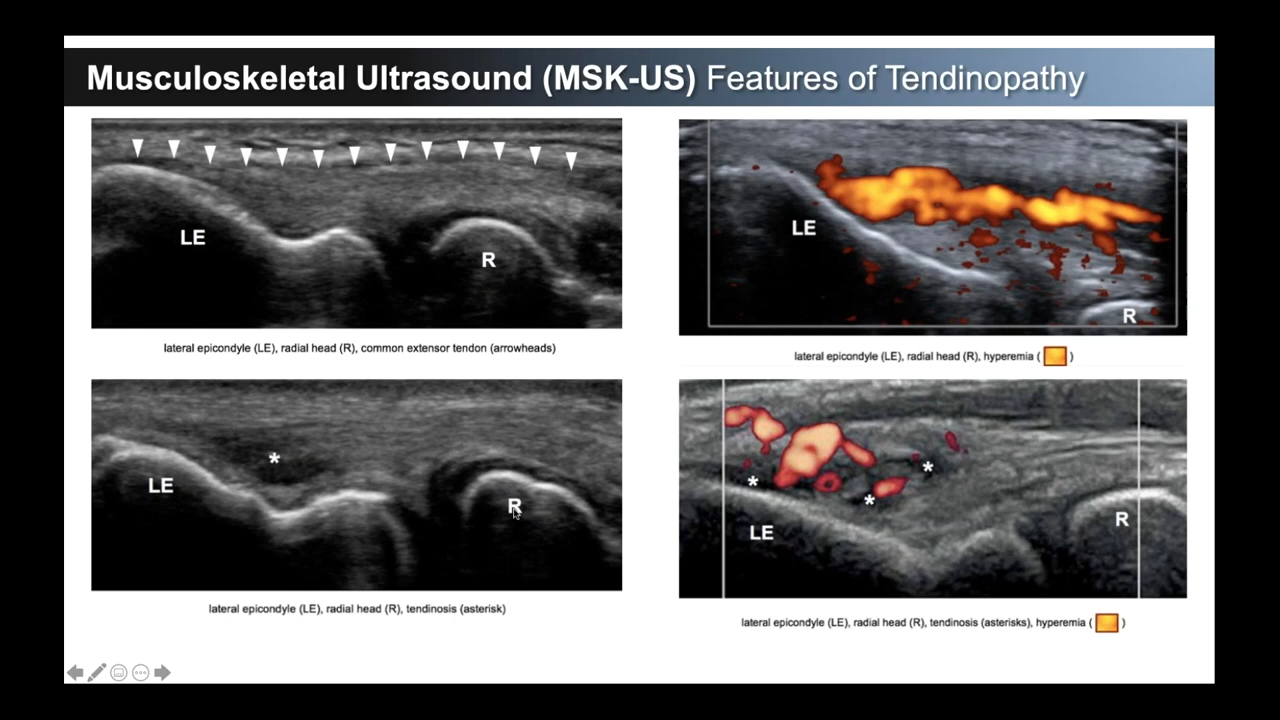 Musculoskeletal Ultrasound (MSK-US) Features of Tendinopathy
LE
R
lateral epicondyle (LE), radial head (R), common extensor tendon (arrowheads)
LE
R
lateral epicondyle (LE), radial head (R), hyperemia ( )
*
LE
R
lateral epicondyle (LE), radial head (R), tendinosis (asterisk)
*
*
*
LE
R
lateral epicondyle (LE), radial head (R), tendinosis (asterisks), hyperemia ( )